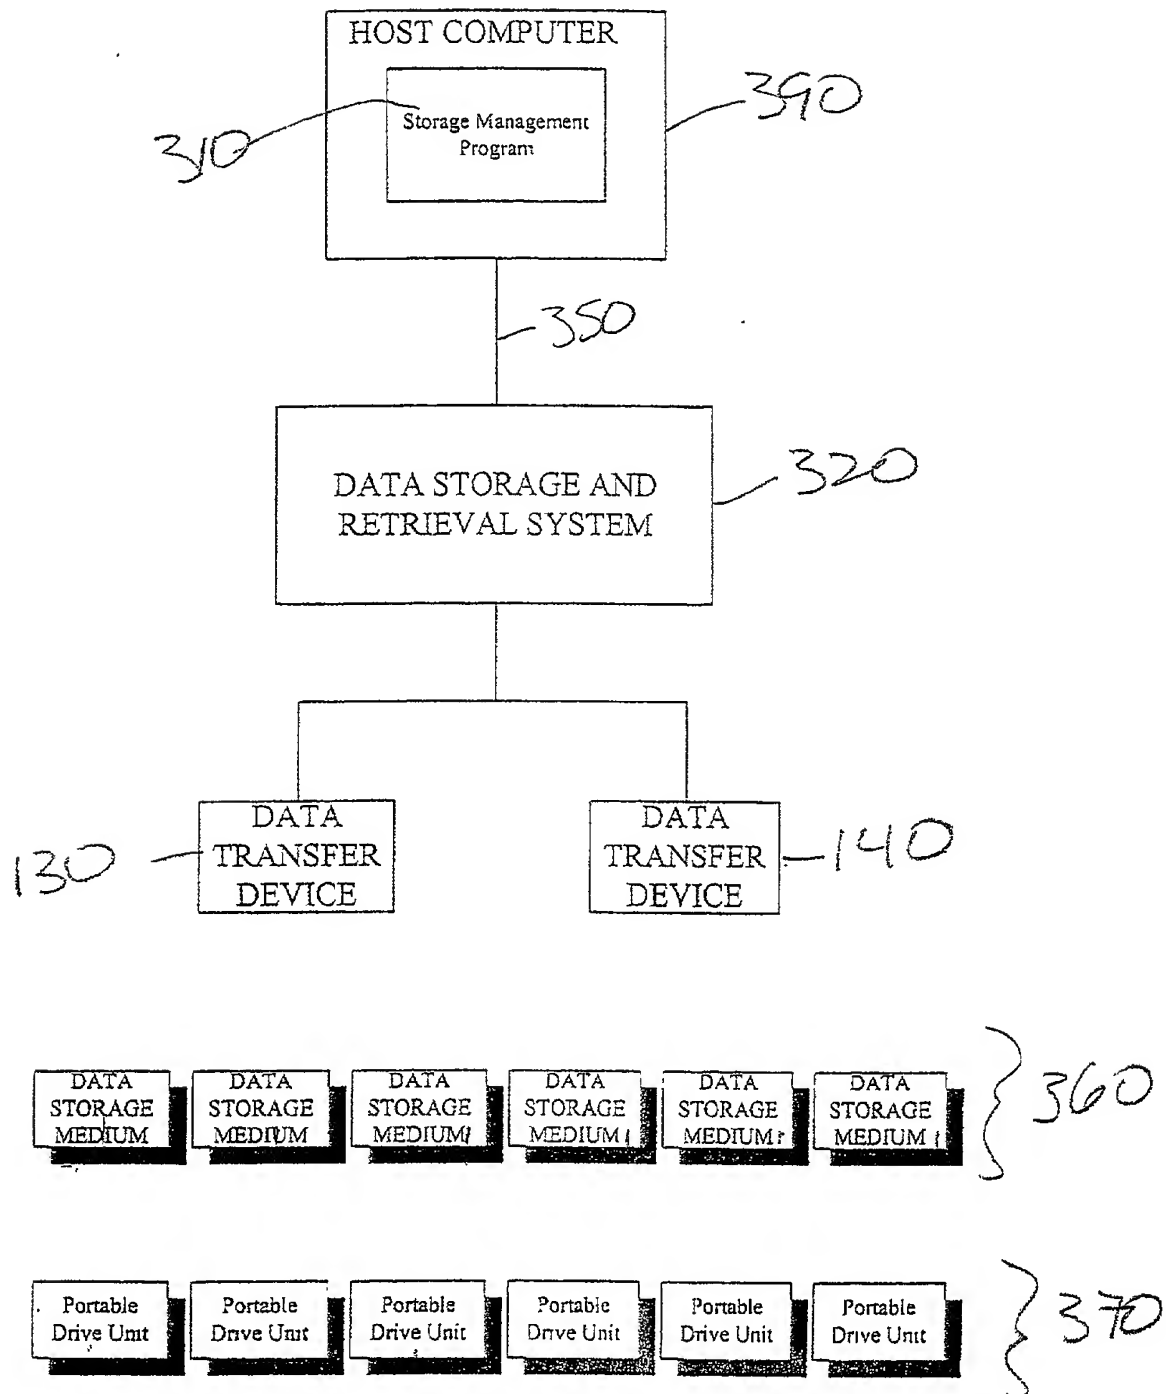 HOST COMPUTER
390
Storage Management
Program
310
350
DATA STORAGE AND
RETRIEVAL SYSTEM
320
DATA
TRANSFER
DEVICE
130
DATA
TRANSFER
DEVICE
140
DATA
STORAGE
MEDIUM
DATA
STORAGE
MEDIUM
DATA
STORAGE
MEDIUM
DATA
STORAGE
MEDIUM
DATA
STORAGE
MEDIUM
DATA
STORAGE
MEDIUM
360
Portable
Drive Unit
Portable
Drive Unit
Portable
Drive Unit
Portable
Drive Unit
Portable
Drive Unit
Portable
Drive Unit
370